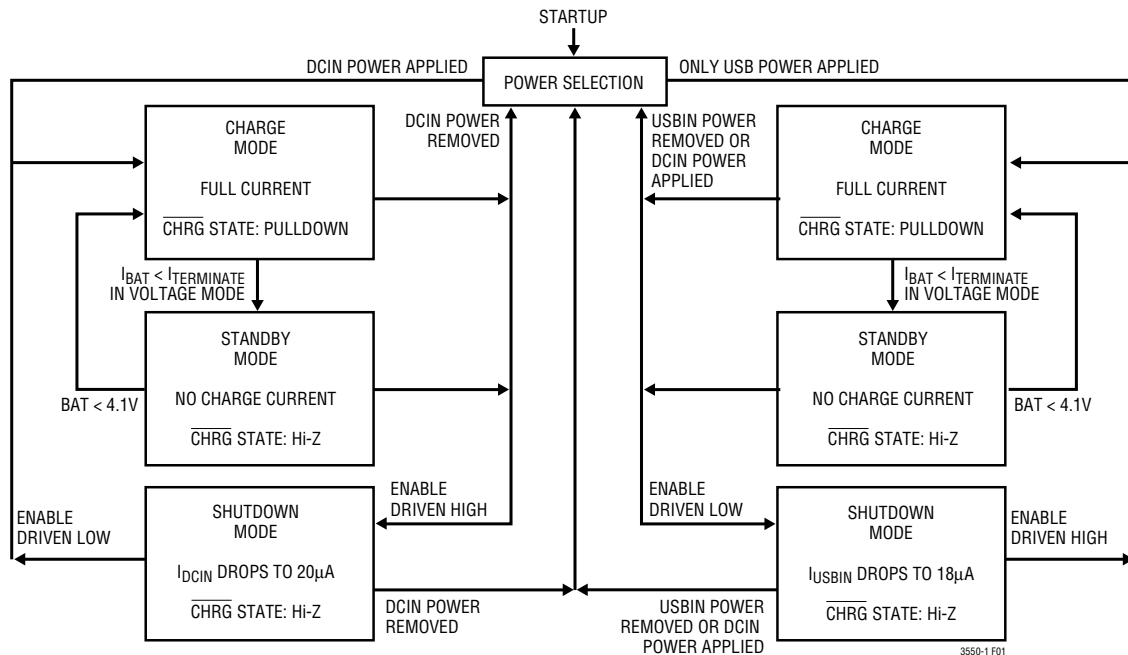 STARTUP
DCIN POWER APPLIED
POWER SELECTION
ONLY USB POWER APPLIED
CHARGE
MODE
FULL CURRENT
CHRG STATE: PULLDOWN
DCIN POWER
REMOVED
USBIN POWER
REMOVED OR
DCIN POWER
APPLIED
CHARGE
MODE
FULL CURRENT
CHRG STATE: PULLDOWN
IBAT < ITERMINATE
IN VOLTAGE MODE
IBAT < ITERMINATE
IN VOLTAGE MODE
STANDBY
MODE
NO CHARGE CURRENT
CHRG STATE: Hi-Z
BAT < 4.1V
STANDBY
MODE
NO CHARGE CURRENT
CHRG STATE: Hi-Z
BAT < 4.1V
ENABLE
DRIVEN LOW
SHUTDOWN
MODE
IDCIN DROPS TO 20µA
CHRG STATE: Hi-Z
ENABLE
DRIVEN HIGH
DCIN POWER
REMOVED
ENABLE
DRIVEN LOW
USBIN POWER
REMOVED OR DCIN
POWER APPLIED
SHUTDOWN
MODE
IUSBIN DROPS TO 18µA
CHRG STATE: Hi-Z
ENABLE
DRIVEN HIGH
3550-1 F01